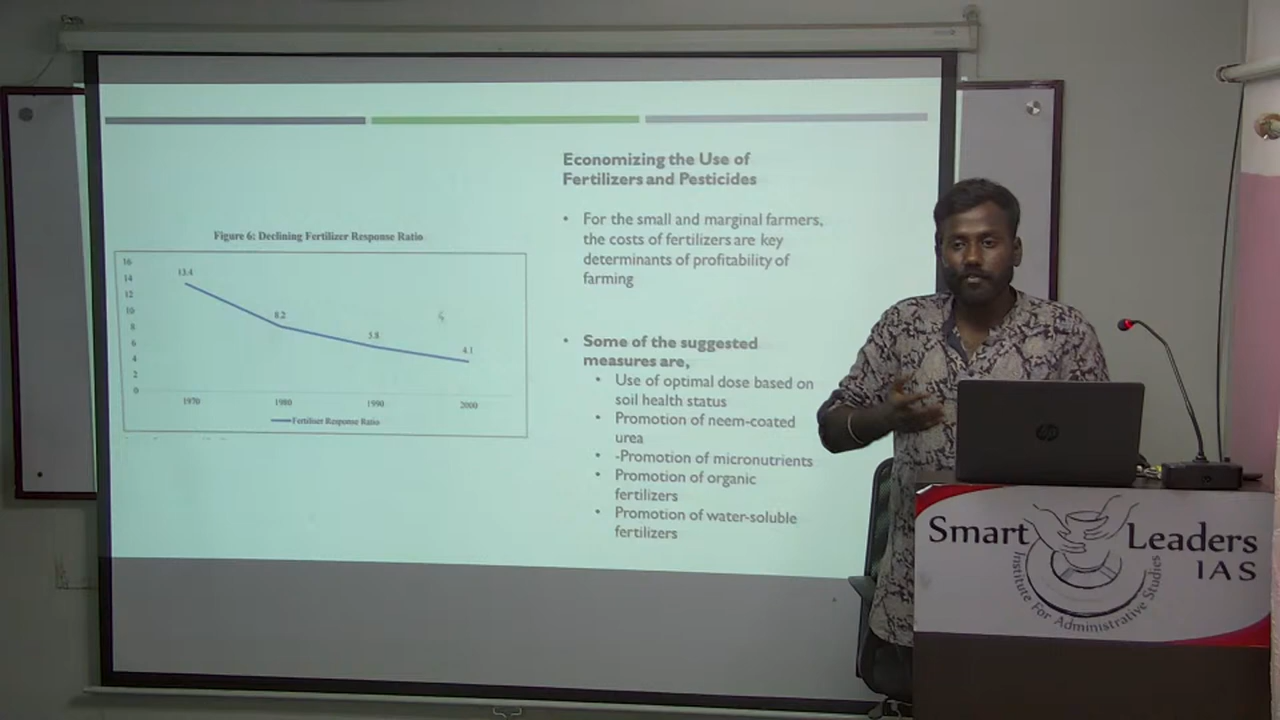 Figure 6: Declining Fertilizer Response Ratio
16
14
12
10
8
6
4
2
0
13.4
8.2
5.8
4.1
1970
1980
1990
2000
Fertiliser Response Ratio
Economizing the Use of
Fertilizers and Pesticides
• For the small and marginal farmers,
the costs of fertilizers are key
determinants of profitability of
farming
• Some of the suggested
measures are,
• Use of optimal dose based on
soil health status
• Promotion of neem-coated
urea
• -Promotion of micronutrients
• Promotion of organic
fertilizers
• Promotion of water-soluble
fertilizers
hp
Smart Leaders
IAS
Institute For Administrative Studies